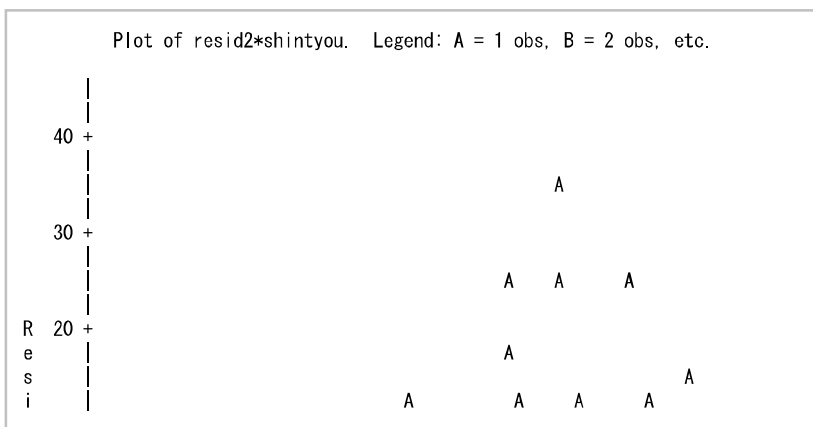 Plot of resid2*shintyou.  Legend: A = 1 obs, B = 2 obs, etc.
40 +
A
30 +
A A A
R 20 +
e A
s A
i A A A A